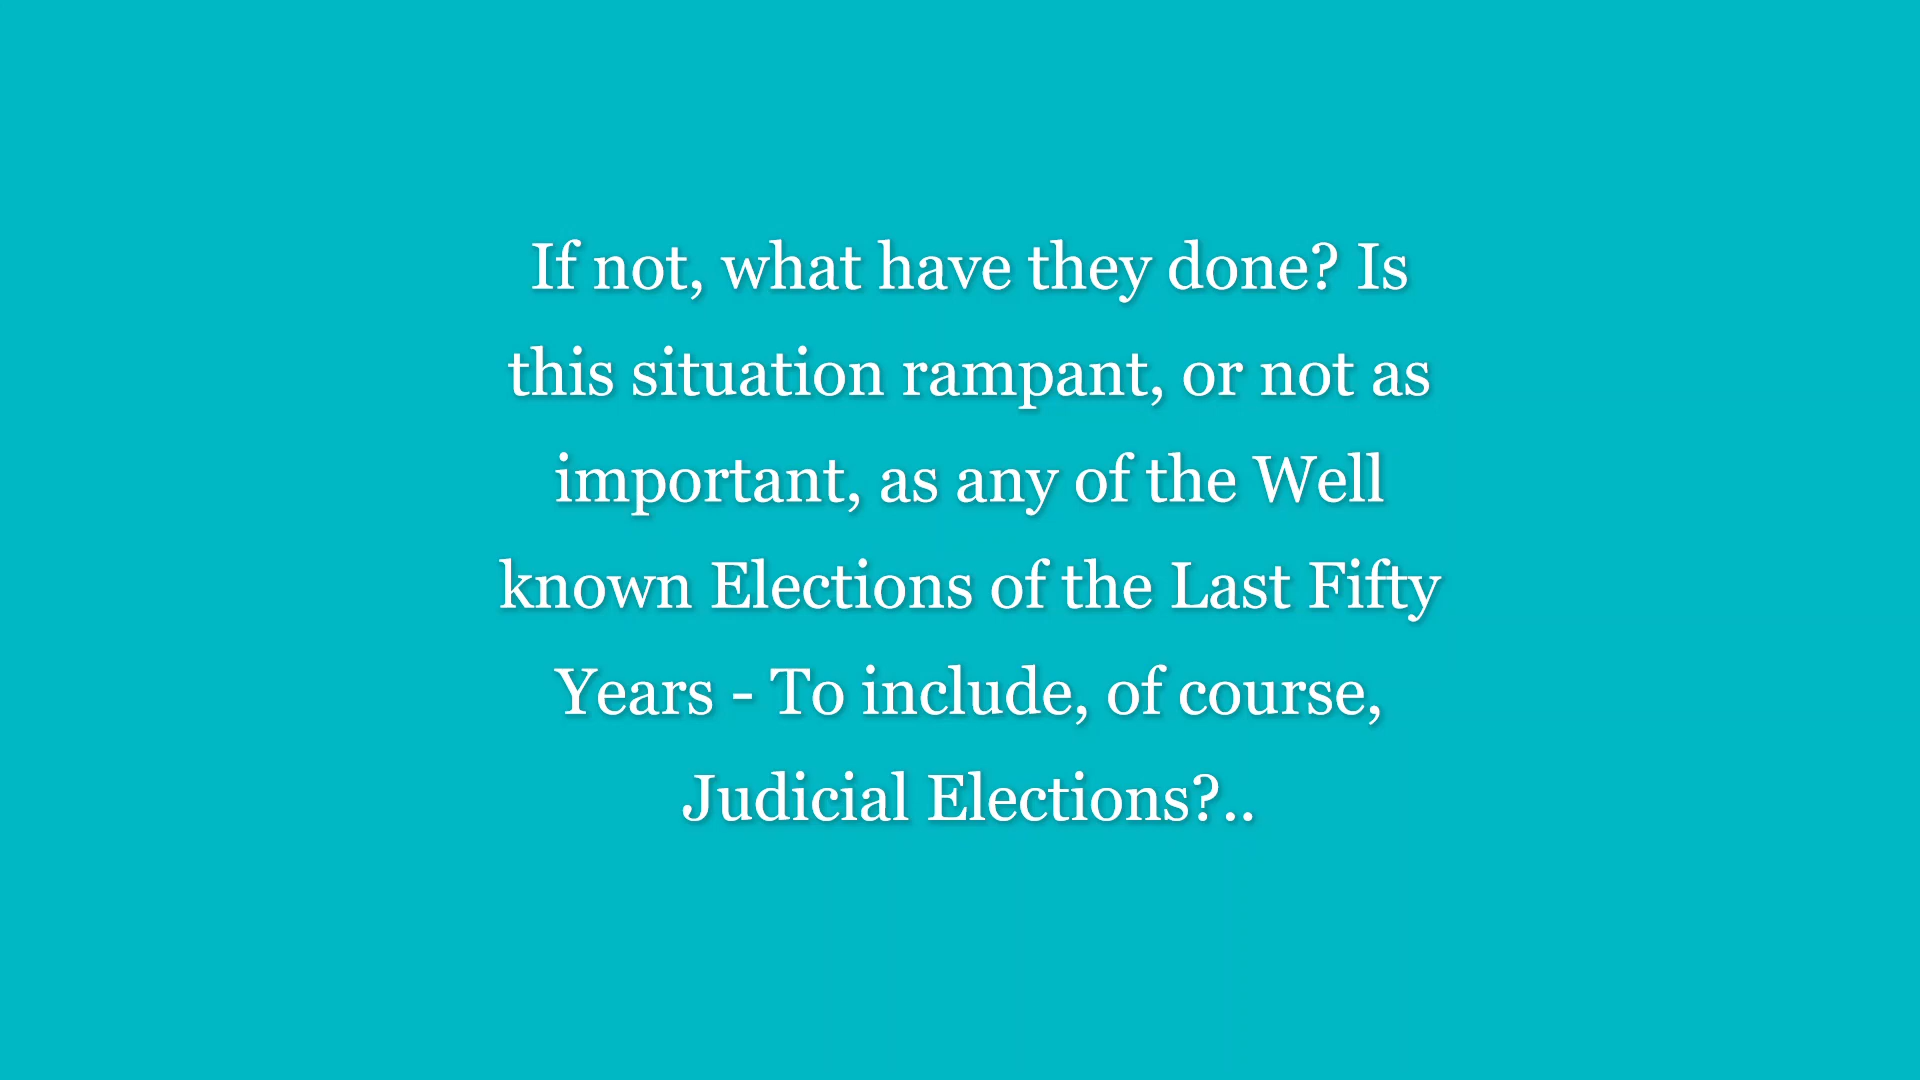 If not, what have they done? Is
this situation rampant, or not as
important, as any of the Well
known Elections of the Last Fifty
Years - To include, of course,
Judicial Elections?..